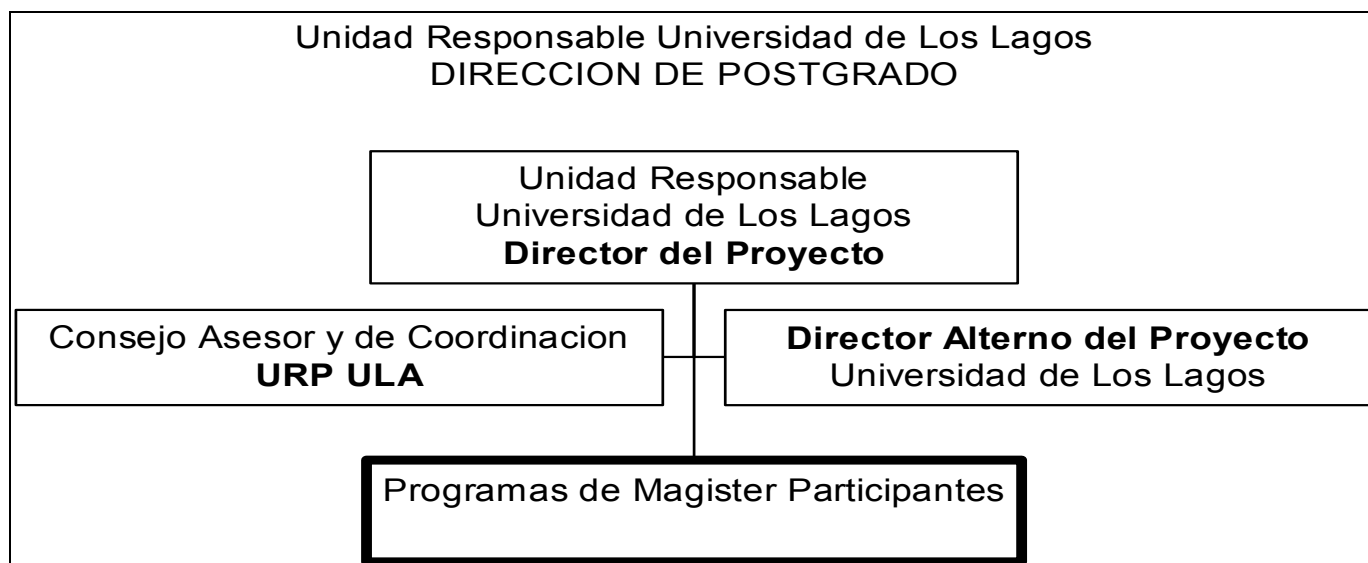 Unidad Responsable Universidad de Los Lagos
DIRECCION DE POSTGRADO
Unidad Responsable
Universidad de Los Lagos
Director del Proyecto
Consejo Asesor y de Coordinacion
URP ULA
Director Alterno del Proyecto
Universidad de Los Lagos
Programas de Magister Participantes